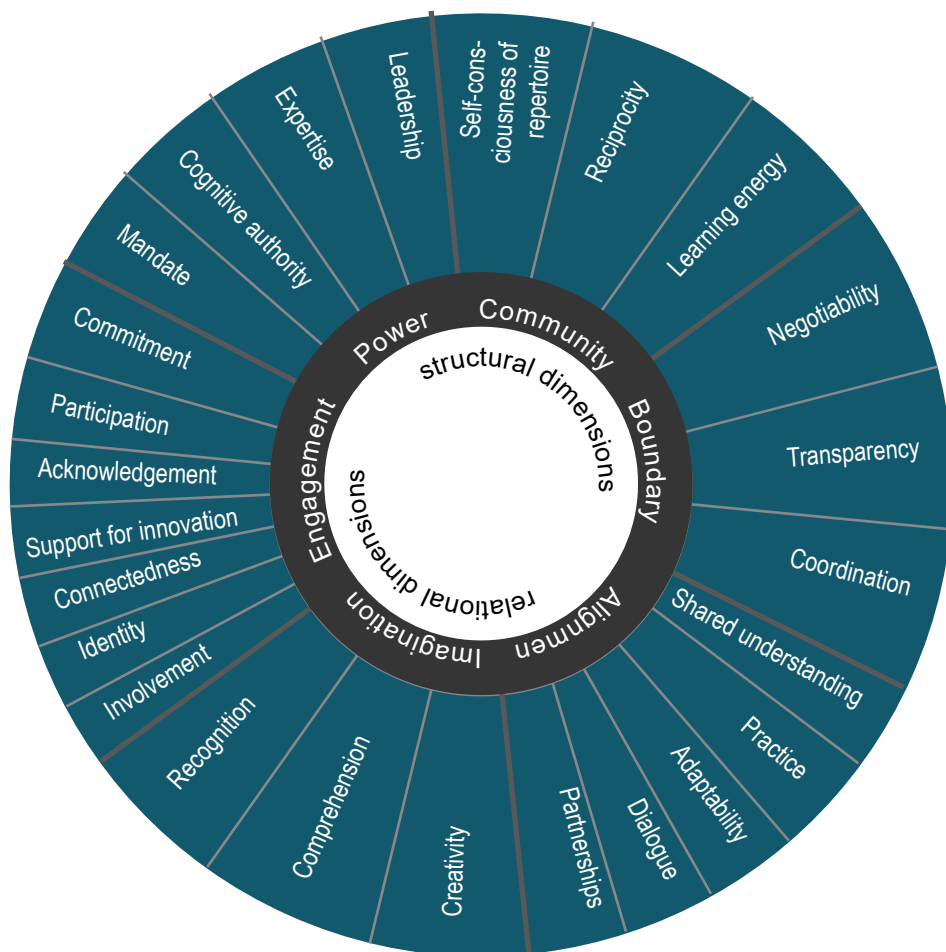 structural dimensions
relational dimensions
Power
Community
Boundary
Alignmen
Imagination
Engagement
Leadership
Self-cons-
ciousness of
repertoire
Reciprocity
Learning energy
Negotiability
Transparency
Coordination
Shared understanding
Practice
Adaptability
Dialogue
Partnerships
Creativity
Comprehension
Recognition
Involvement
Identity
Connectedness
Support for innovation
Acknowledgement
Participation
Commitment
Mandate
Cognitive authority
Expertise